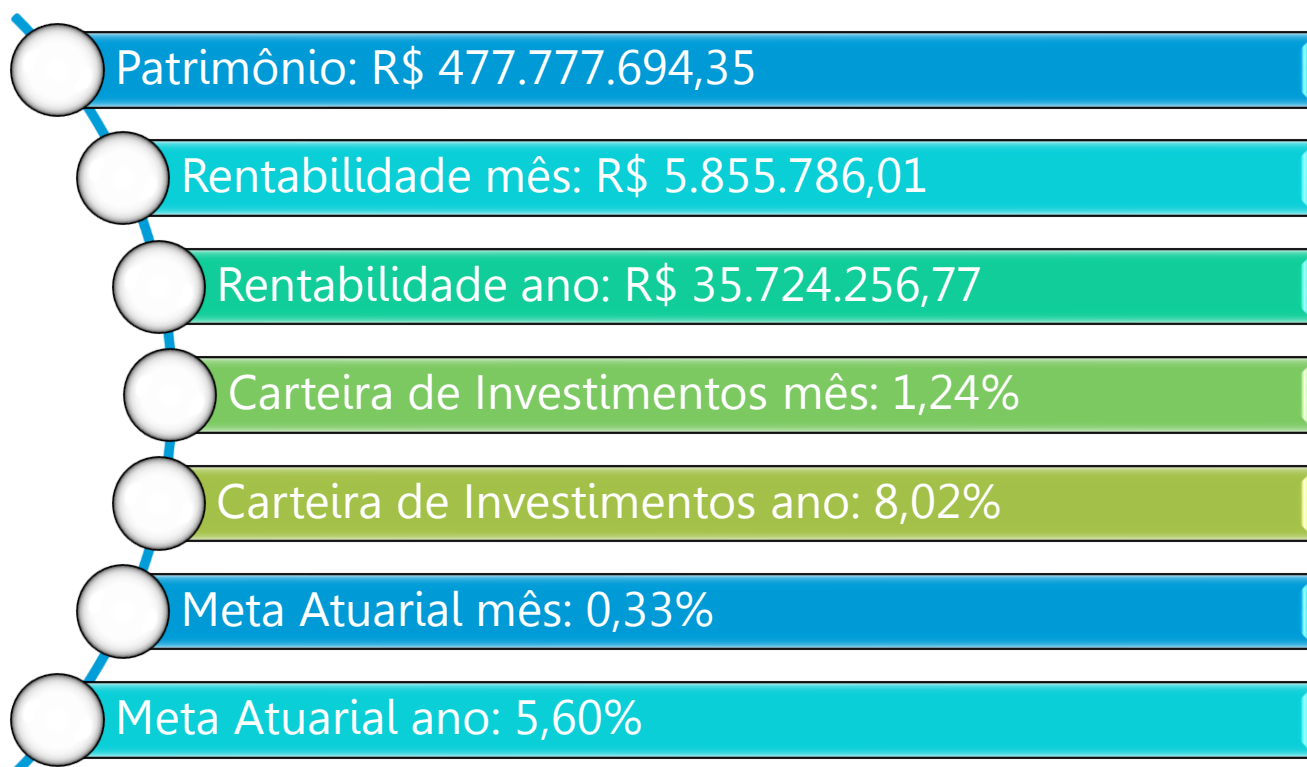 Patrimônio: R$ 477.777.694,35
Rentabilidade mês: R$ 5.855.786,01
Rentabilidade ano: R$ 35.724.256,77
Carteira de Investimentos mês: 1,24%
Carteira de Investimentos ano: 8,02%
Meta Atuarial mês: 0,33%
Meta Atuarial ano: 5,60%